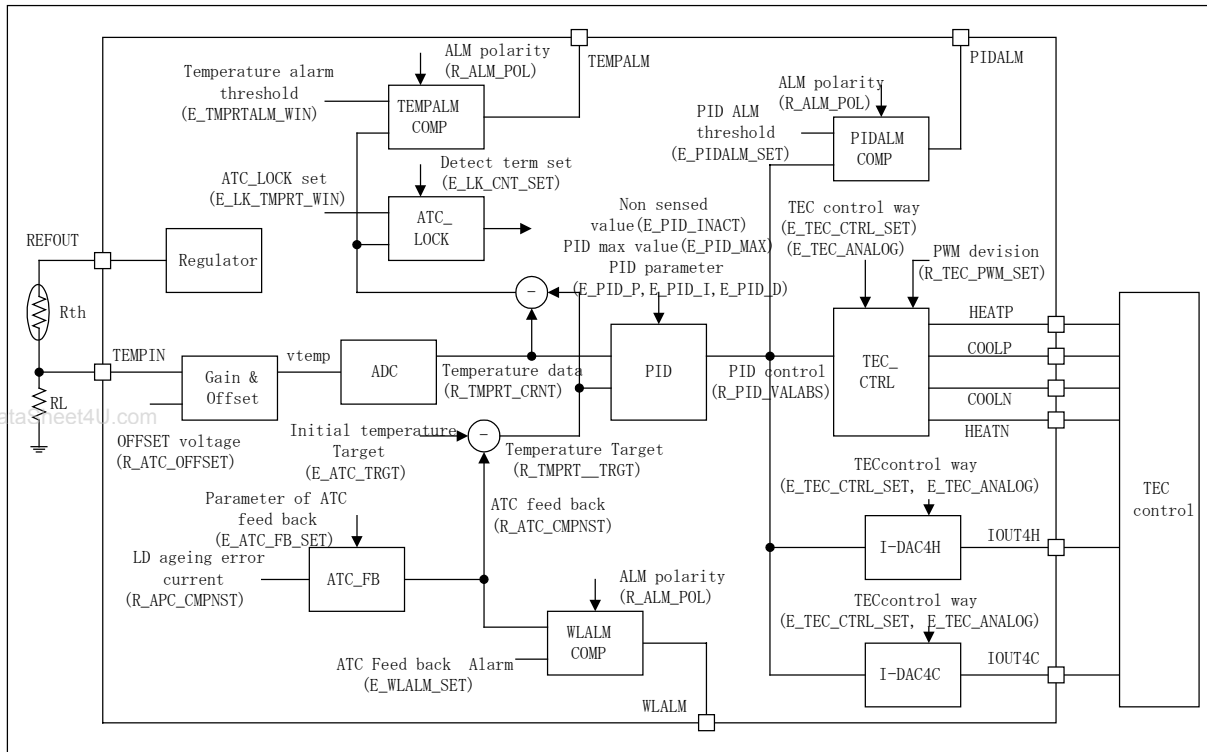 ALM polarity
(R_ALM_POL)
TEMPALM
PIDALM
Temperature alarm
threshold
(E_TMPRTALM_WIN)
TEMPALM
COMP
ALM polarity
(R_ALM_POL)
PID ALM
threshold
(E_PIDALM_SET)
PIDALM
COMP
Detect term set
(E_LK_CNT_SET)
ATC_LOCK set
(E_LK_TMPRT_WIN)
ATC_
LOCK
Non sensed
value(E_PID_INACT)
PID max value(E_PID_MAX)
PID parameter
(E_PID_P,E_PID_I,E_PID_D)
TEC control way
(E_TEC_CTRL_SET)
(E_TEC_ANALOG)
PWM devision
(R_TEC_PWM_SET)
REFOUT
Regulator
Rth
-
HEATP
TEMPIN
Gain &
Offset
vtemp
ADC
Temperature data
(R_TMPRT_CRNT)
PID
PID control
(R_PID_VALABS)
TEC_
CTRL
COOLP
COOLN
HEATN
RL
ataSheet4U.com
OFFSET voltage
(R_ATC_OFFSET)
Initial temperature
Target
(E_ATC_TRGT)
-
Temperature Target
(R_TMPRT__TRGT)
TECcontrol way
(E_TEC_CTRL_SET, E_TEC_ANALOG)
TEC
control
Parameter of ATC
feed back
(E_ATC_FB_SET)
ATC feed back
(R_ATC_CMPNST)
LD ageing error
current
(R_APC_CMPNST)
ATC_FB
I-DAC4H
IOUT4H
ALM polarity
(R_ALM_POL)
TECcontrol way
(E_TEC_CTRL_SET, E_TEC_ANALOG)
WLALM
COMP
ATC Feed back Alarm
(E_WLALM_SET)
I-DAC4C
IOUT4C
WLALM